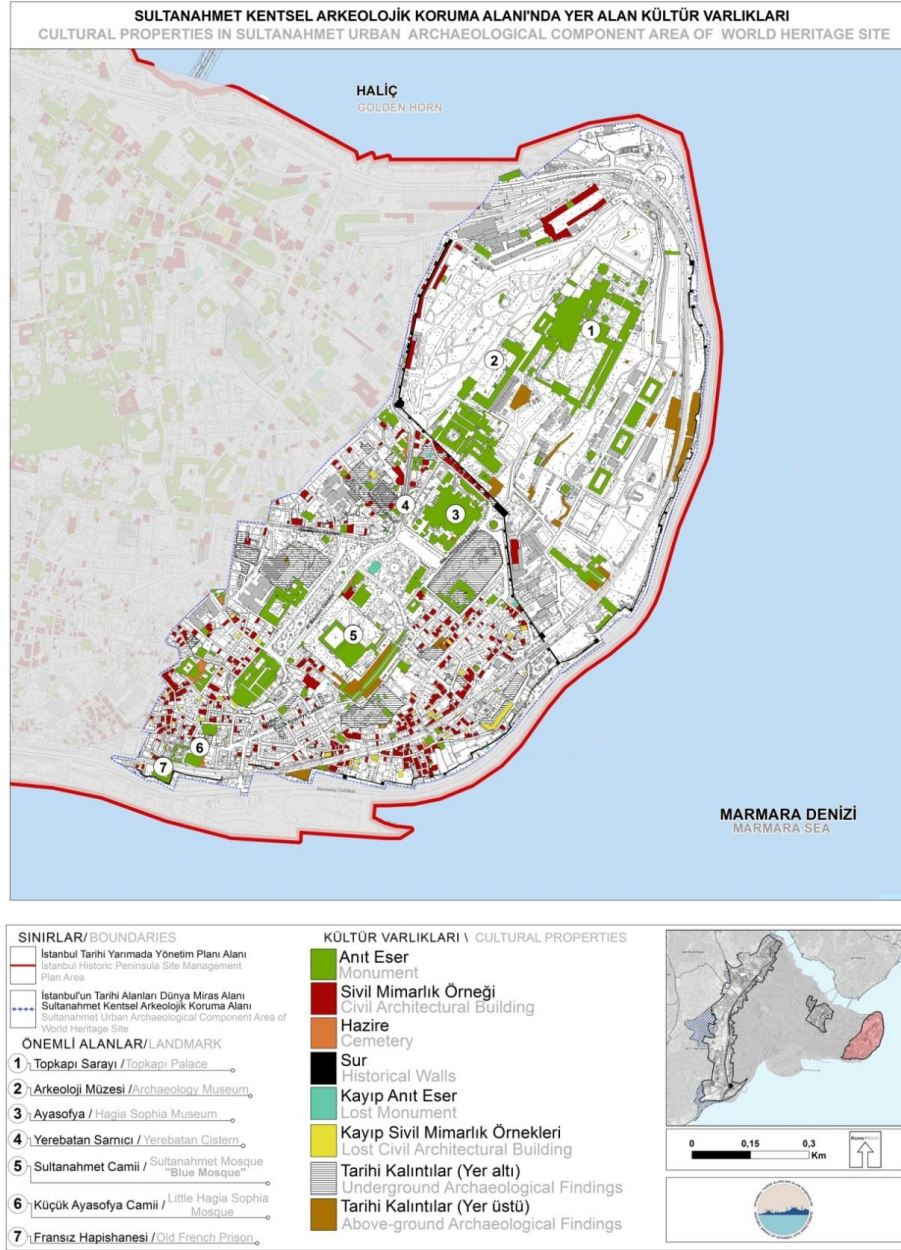 SULTANAHMET KENTSEL ARKEOLOJİK KORUMA ALANI'NDA YER ALAN KÜLTÜR VARLIKLARI
CULTURAL PROPERTIES IN SULTANAHMET URBAN ARCHAEOLOGICAL COMPONENT AREA OF WORLD HERITAGE SITE
HALİÇ
GOLDEN HORN
1
2
3
4
5
6
7
MARMARA DENİZİ
MARMARA SEA
SINIRLAR/ BOUNDARIES
İstanbul Tarihi Yarımada Yönetim Planı Alanı
Istanbul Historic Peninsula Site Management
Plan Area
İstanbul'un Tarihi Alanları Dünya Miras Alanı
Sultanahmet Kentsel Arkeolojik Koruma Alanı
Sultanahmet Urban Archaeological Component Area of
World Heritage Site
ÖNEMLİ ALANLAR/ LANDMARK
1 Topkapı Sarayı / Topkapı Palace
2 Arkeoloji Müzesi / Archaeology Museum
3 Ayasofya / Hagia Sophia Museum
4 Yerebatan Sarnıcı / Yerebatan Cistern
5 Sultanahmet Camii / Sultanahmet Mosque
"Blue Mosque"
6 Küçük Ayasofya Camii / Little Hagia Sophia
Mosque
7 Fransız Hapishanesi / Old French Prison
KÜLTÜR VARLIKLARI \ CULTURAL PROPERTIES
Anıt Eser
Monument
Sivil Mimarlık Örneği
Civil Architectural Building
Hazire
Cemetery
Sur
Historical Walls
Kayıp Anıt Eser
Lost Monument
Kayıp Sivil Mimarlık Örnekleri
Lost Civil Architectural Building
Tarihi Kalıntılar (Yer altı)
Underground Archaeological Findings
Tarihi Kalıntılar (Yer üstü)
Above-ground Archaeological Findings
0 0,15 0,3
Km
Kuzey / North